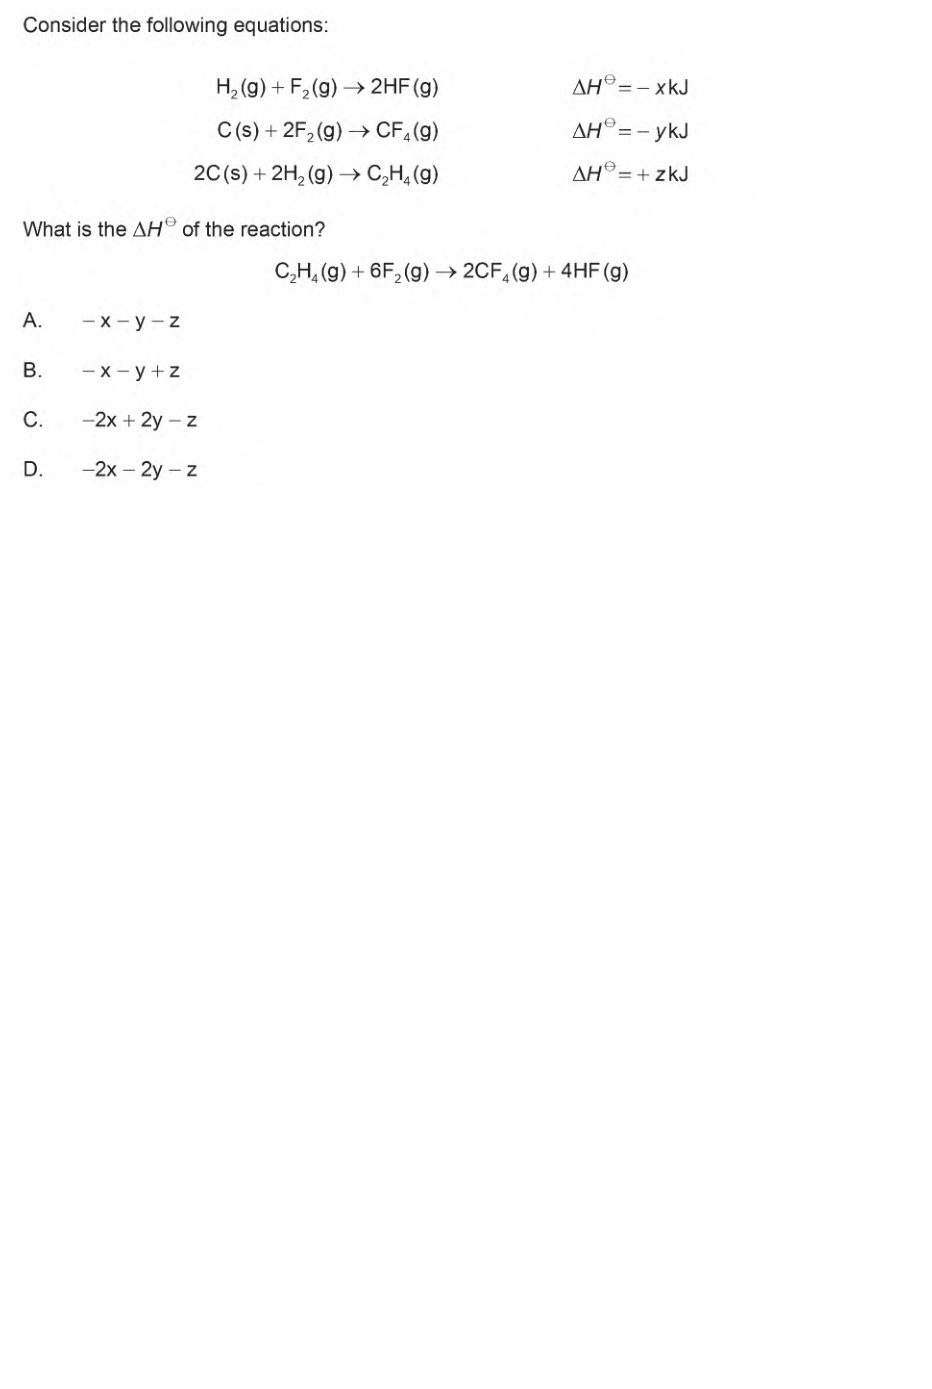 Consider the following equations:
H₂(g) + F₂(g) → 2HF(g) ΔH⊖ = – x kJ
C(s) + 2F₂(g) → CF₄(g) ΔH⊖ = – y kJ
2C(s) + 2H₂(g) → C₂H₄(g) ΔH⊖ = + z kJ
What is the ΔH⊖ of the reaction?
C₂H₄(g) + 6F₂(g) → 2CF₄(g) + 4HF(g)
A. – x – y – z
B. – x – y + z
C. –2x + 2y – z
D. –2x – 2y – z